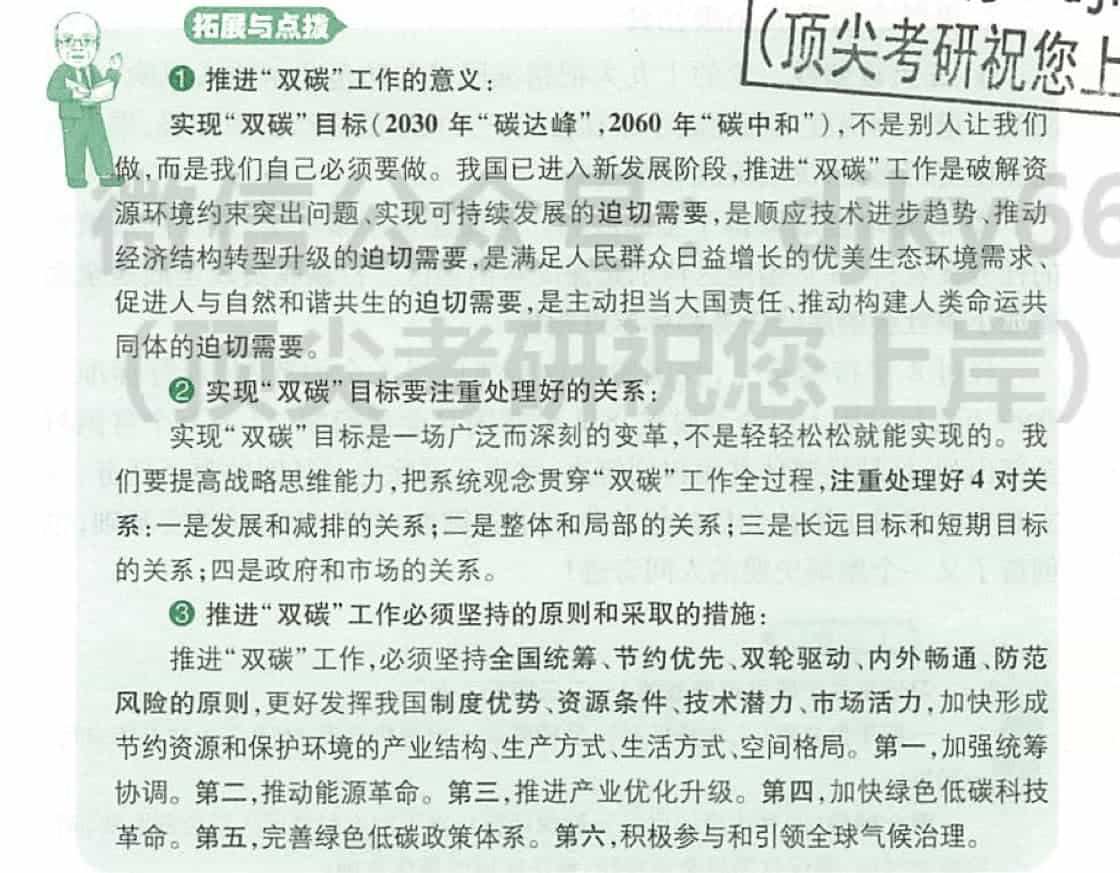 拓展与点拨
(顶尖考研祝您上
❶ 推进“双碳”工作的意义:
实现“双碳”目标(2030 年“碳达峰”,2060 年“碳中和”),不是别人让我们
做,而是我们自己必须要做。我国已进入新发展阶段,推进“双碳”工作是破解资
源环境约束突出问题、实现可持续发展的迫切需要,是顺应技术进步趋势、推动
经济结构转型升级的迫切需要,是满足人民群众日益增长的优美生态环境需求、
促进人与自然和谐共生的迫切需要,是主动担当大国责任、推动构建人类命运共
同体的迫切需要。
❷ 实现“双碳”目标要注重处理好的关系:
实现“双碳”目标是一场广泛而深刻的变革,不是轻轻松松就能实现的。我
们要提高战略思维能力,把系统观念贯穿“双碳”工作全过程,注重处理好 4 对关
系:一是发展和减排的关系;二是整体和局部的关系;三是长远目标和短期目标
的关系;四是政府和市场的关系。
❸ 推进“双碳”工作必须坚持的原则和采取的措施:
推进“双碳”工作,必须坚持全国统筹、节约优先、双轮驱动、内外畅通、防范
风险的原则,更好发挥我国制度优势、资源条件、技术潜力、市场活力,加快形成
节约资源和保护环境的产业结构、生产方式、生活方式、空间格局。第一,加强统筹
协调。第二,推动能源革命。第三,推进产业优化升级。第四,加快绿色低碳科技
革命。第五,完善绿色低碳政策体系。第六,积极参与和引领全球气候治理。
微信公众号:djky66
(顶尖考研祝您上岸)